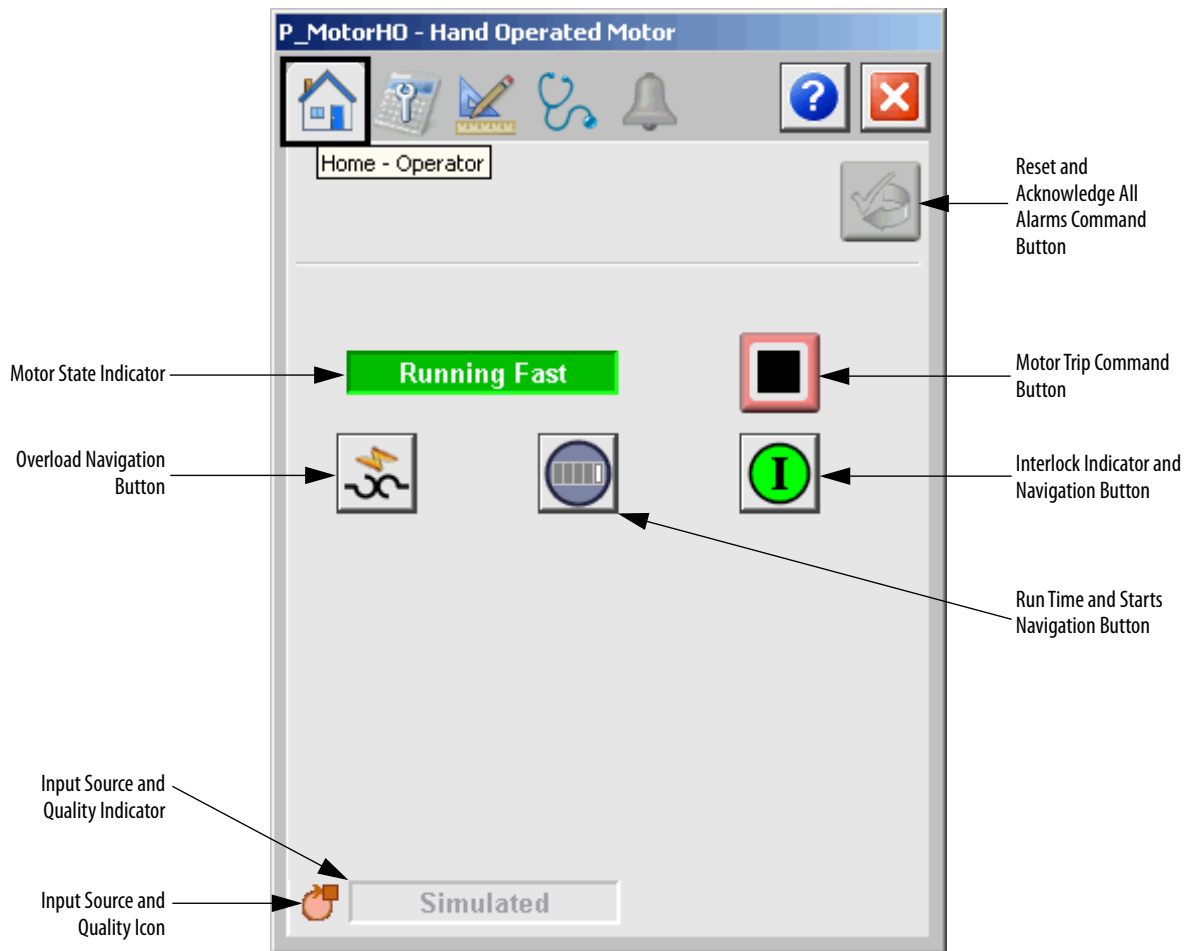 P_MotorHO - Hand Operated Motor
?
Home - Operator
Reset and
Acknowledge All
Alarms Command
Button
Motor State Indicator
Running Fast
Motor Trip Command
Button
Overload Navigation
Button
I
Interlock Indicator and
Navigation Button
Run Time and Starts
Navigation Button
Input Source and
Quality Indicator
Input Source and
Quality Icon
Simulated